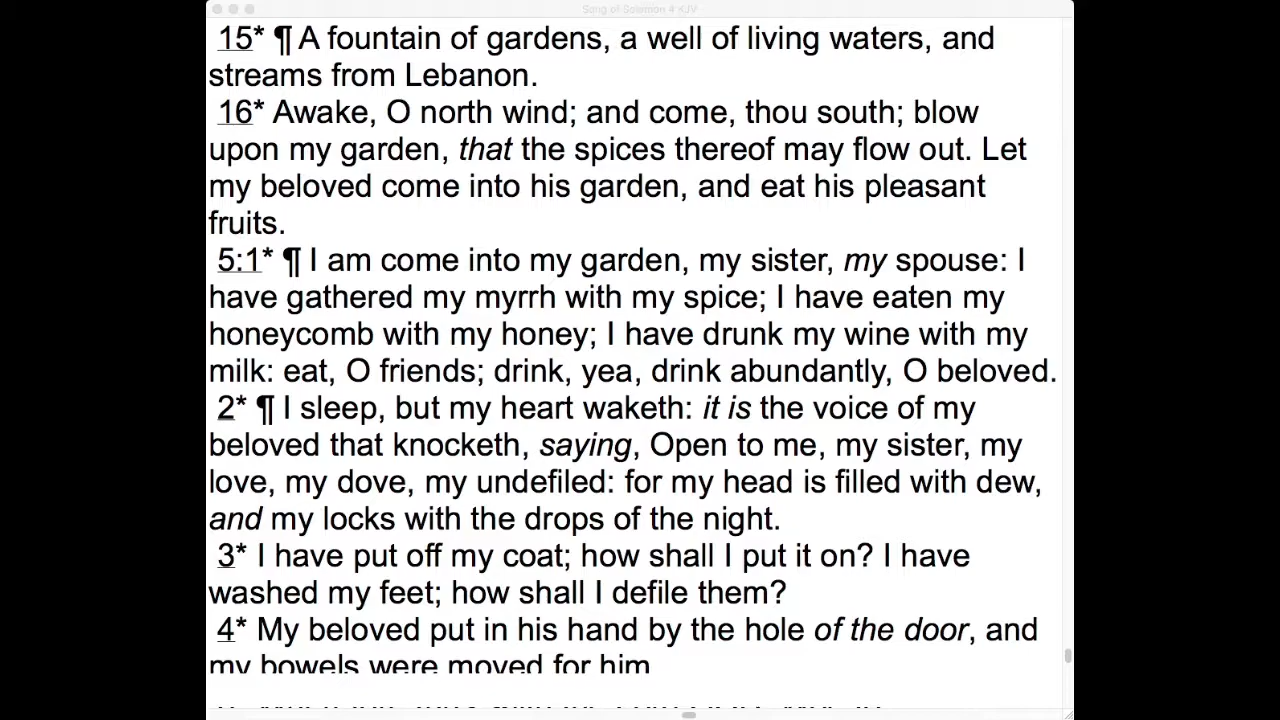 Song of Solomon 4 KJV
15* ¶ A fountain of gardens, a well of living waters, and
streams from Lebanon.
16* Awake, O north wind; and come, thou south; blow
upon my garden, that the spices thereof may flow out. Let
my beloved come into his garden, and eat his pleasant
fruits.
5:1* ¶ I am come into my garden, my sister, my spouse: I
have gathered my myrrh with my spice; I have eaten my
honeycomb with my honey; I have drunk my wine with my
milk: eat, O friends; drink, yea, drink abundantly, O beloved.
2* ¶ I sleep, but my heart waketh: it is the voice of my
beloved that knocketh, saying, Open to me, my sister, my
love, my dove, my undefiled: for my head is filled with dew,
and my locks with the drops of the night.
3* I have put off my coat; how shall I put it on? I have
washed my feet; how shall I defile them?
4* My beloved put in his hand by the hole of the door, and
my bowels were moved for him